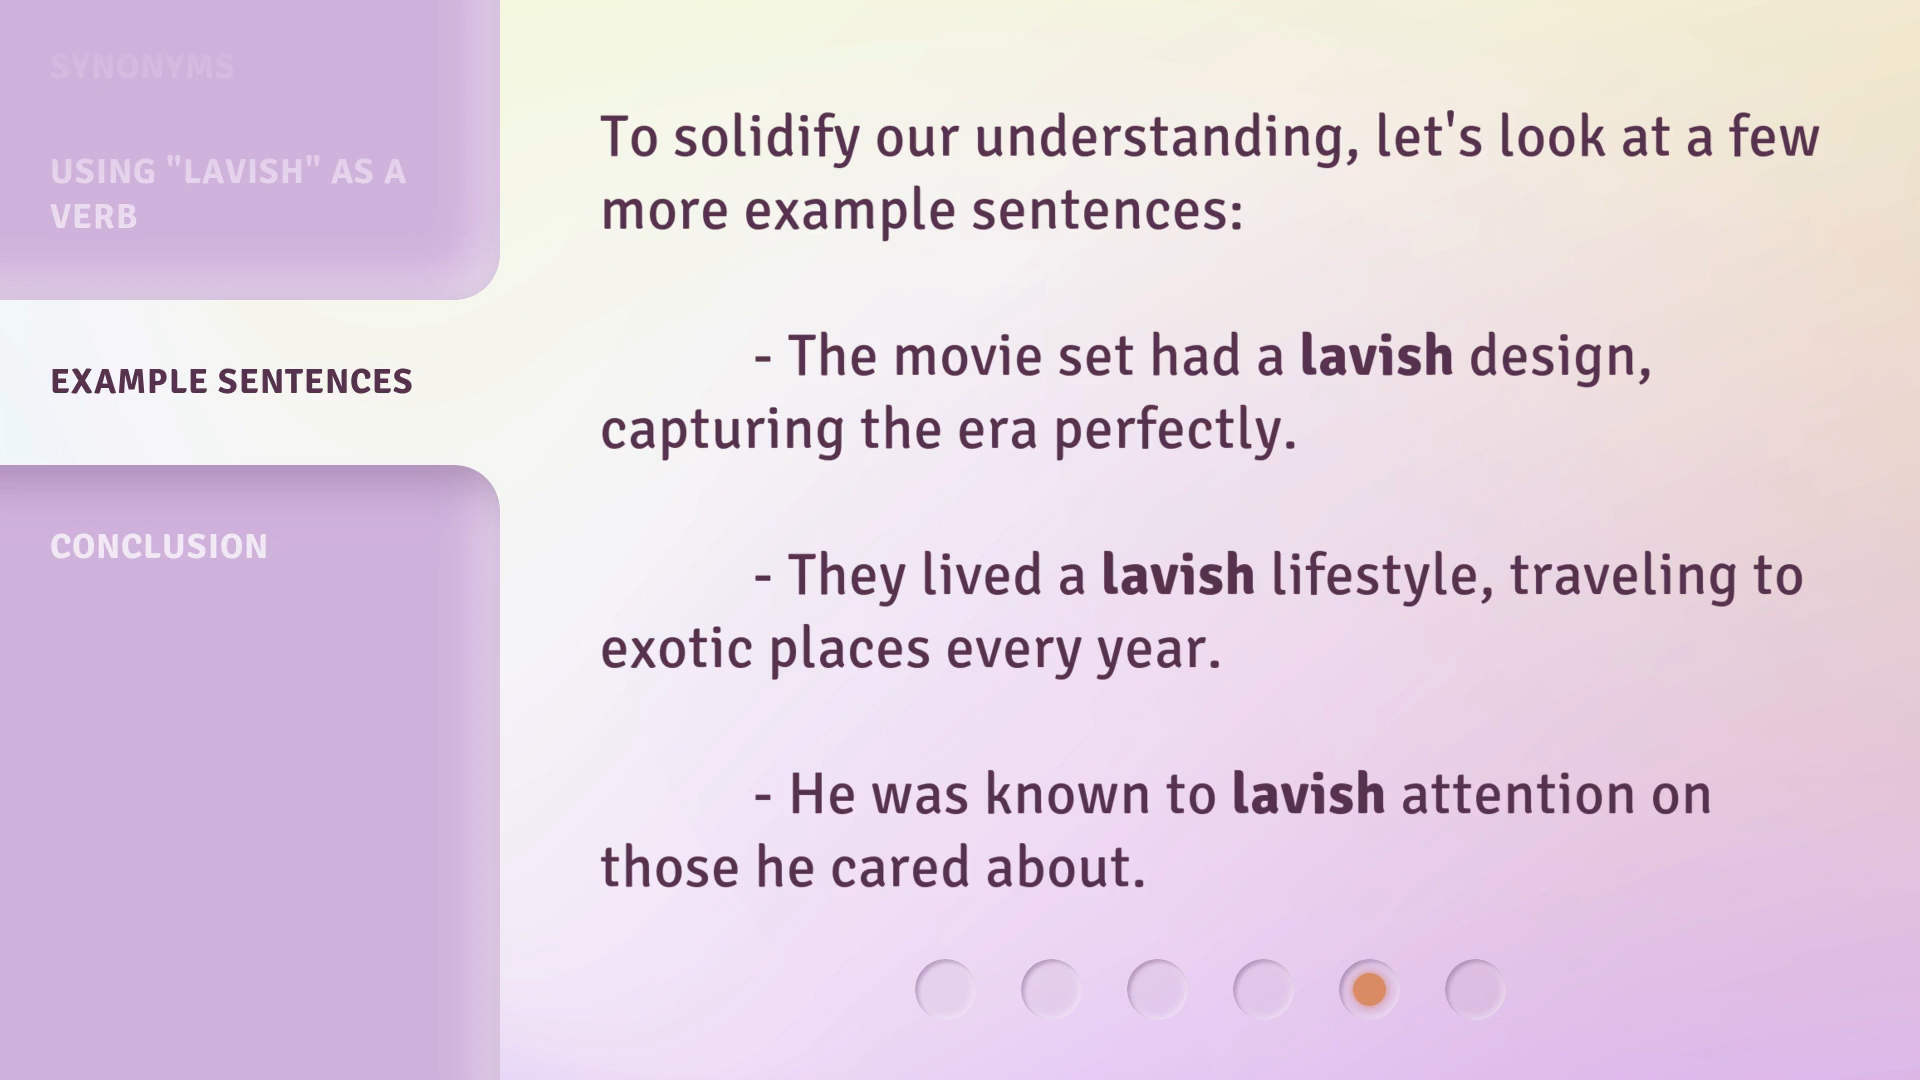 SYNONYMS
USING "LAVISH" AS A
VERB
EXAMPLE SENTENCES
CONCLUSION
To solidify our understanding, let's look at a few
more example sentences:
- The movie set had a lavish design,
capturing the era perfectly.
- They lived a lavish lifestyle, traveling to
exotic places every year.
- He was known to lavish attention on
those he cared about.